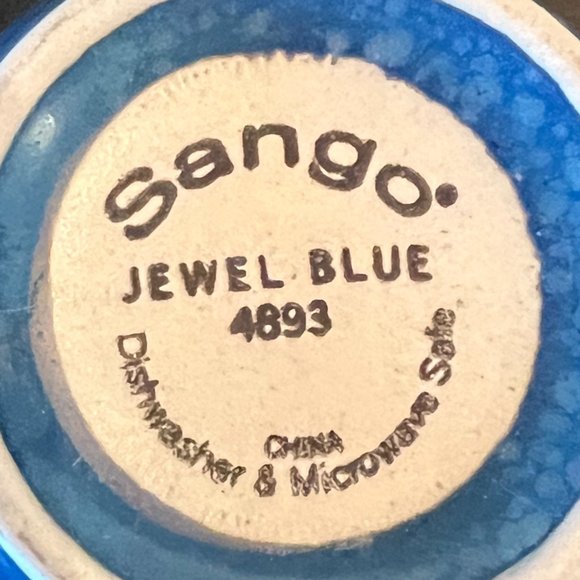 Sango
JEWEL BLUE
4893
CHINA
Dishwasher & Microwave Safe